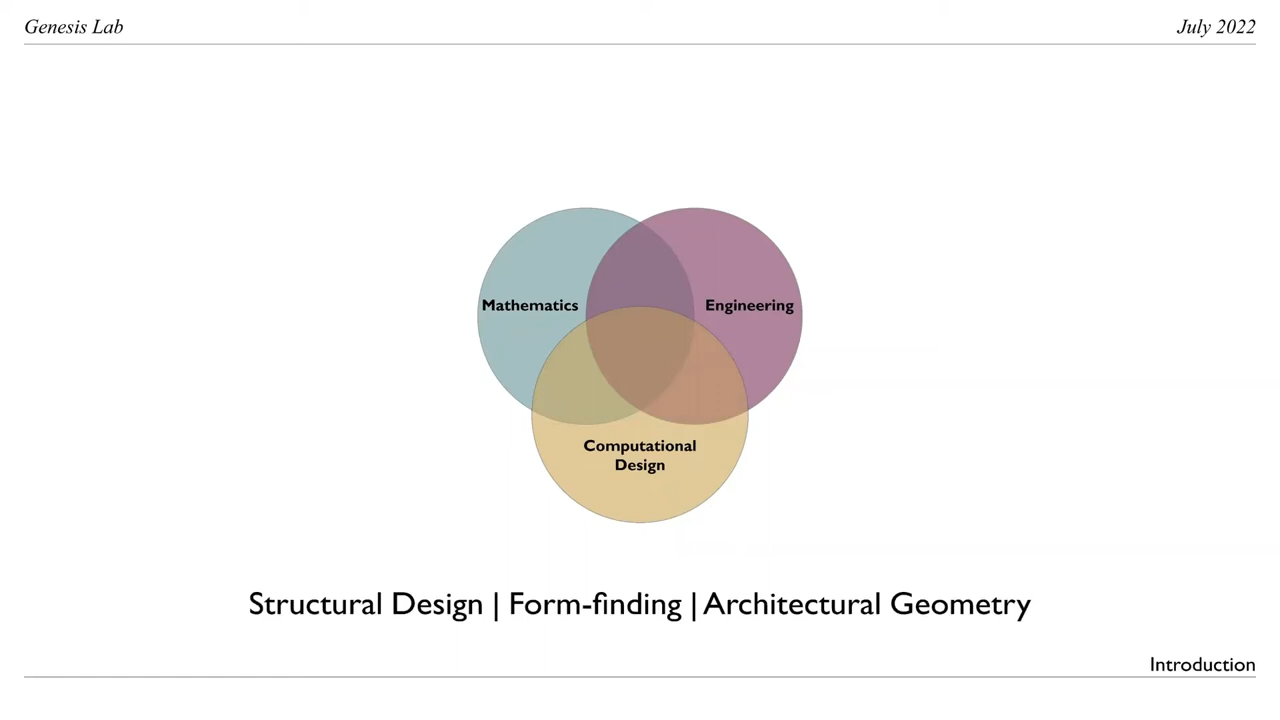 Genesis Lab
July 2022
Mathematics
Engineering
Computational
Design
Structural Design | Form-finding | Architectural Geometry
Introduction